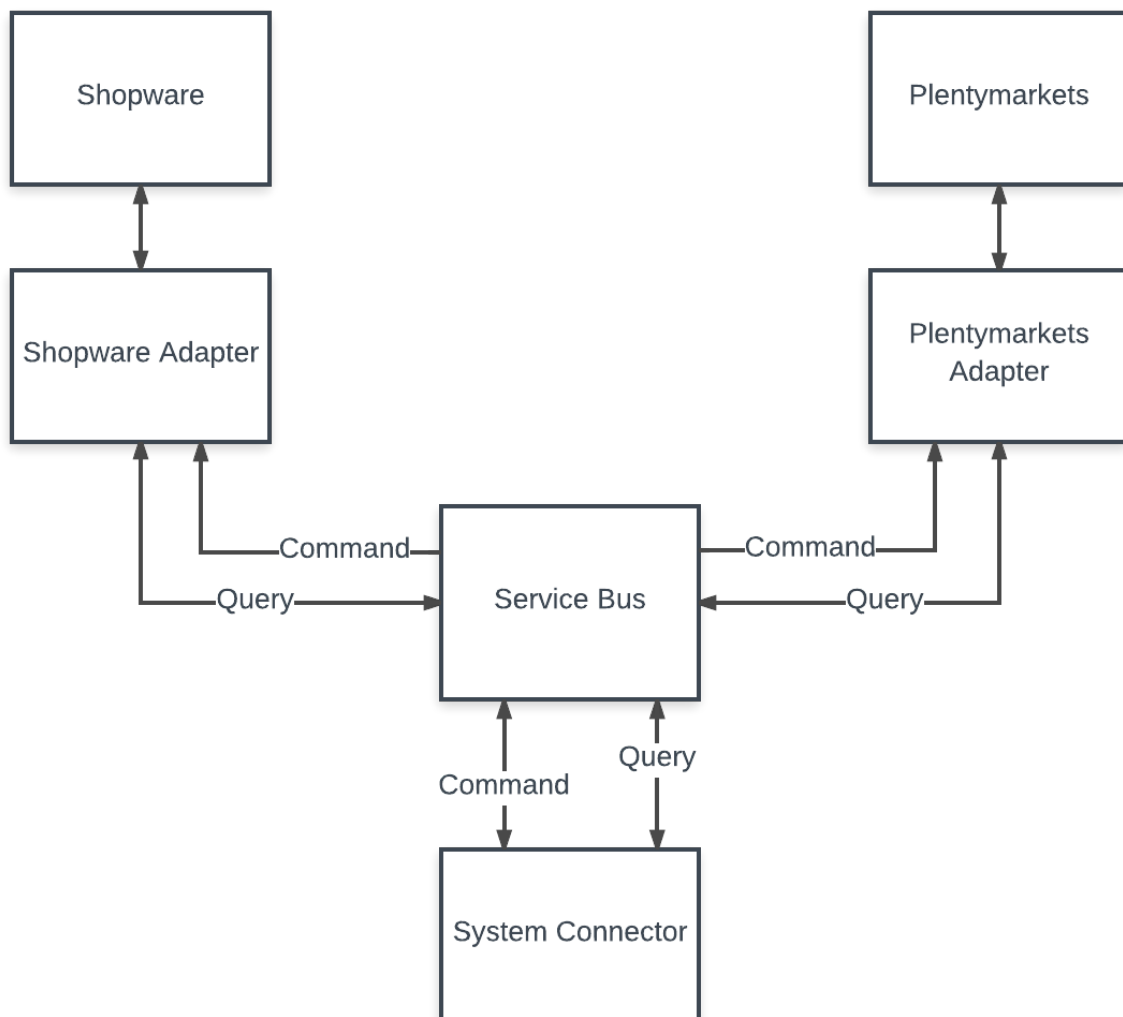 Shopware
Plentymarkets
Shopware Adapter
Plentymarkets
Adapter
Command
Command
Query
Service Bus
Query
Query
Command
System Connector